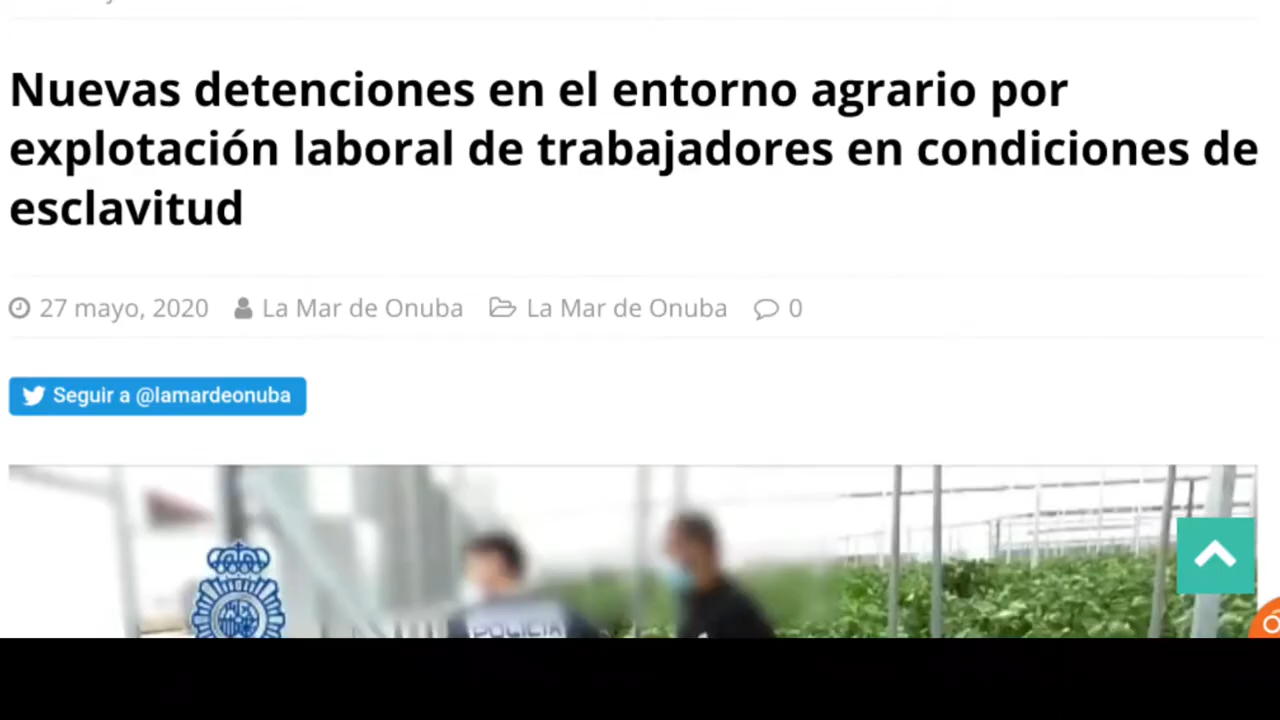 Nuevas detenciones en el entorno agrario por
explotación laboral de trabajadores en condiciones de
esclavitud
27 mayo, 2020 La Mar de Onuba La Mar de Onuba 0
Seguir a @lamardeonuba
POLICIA